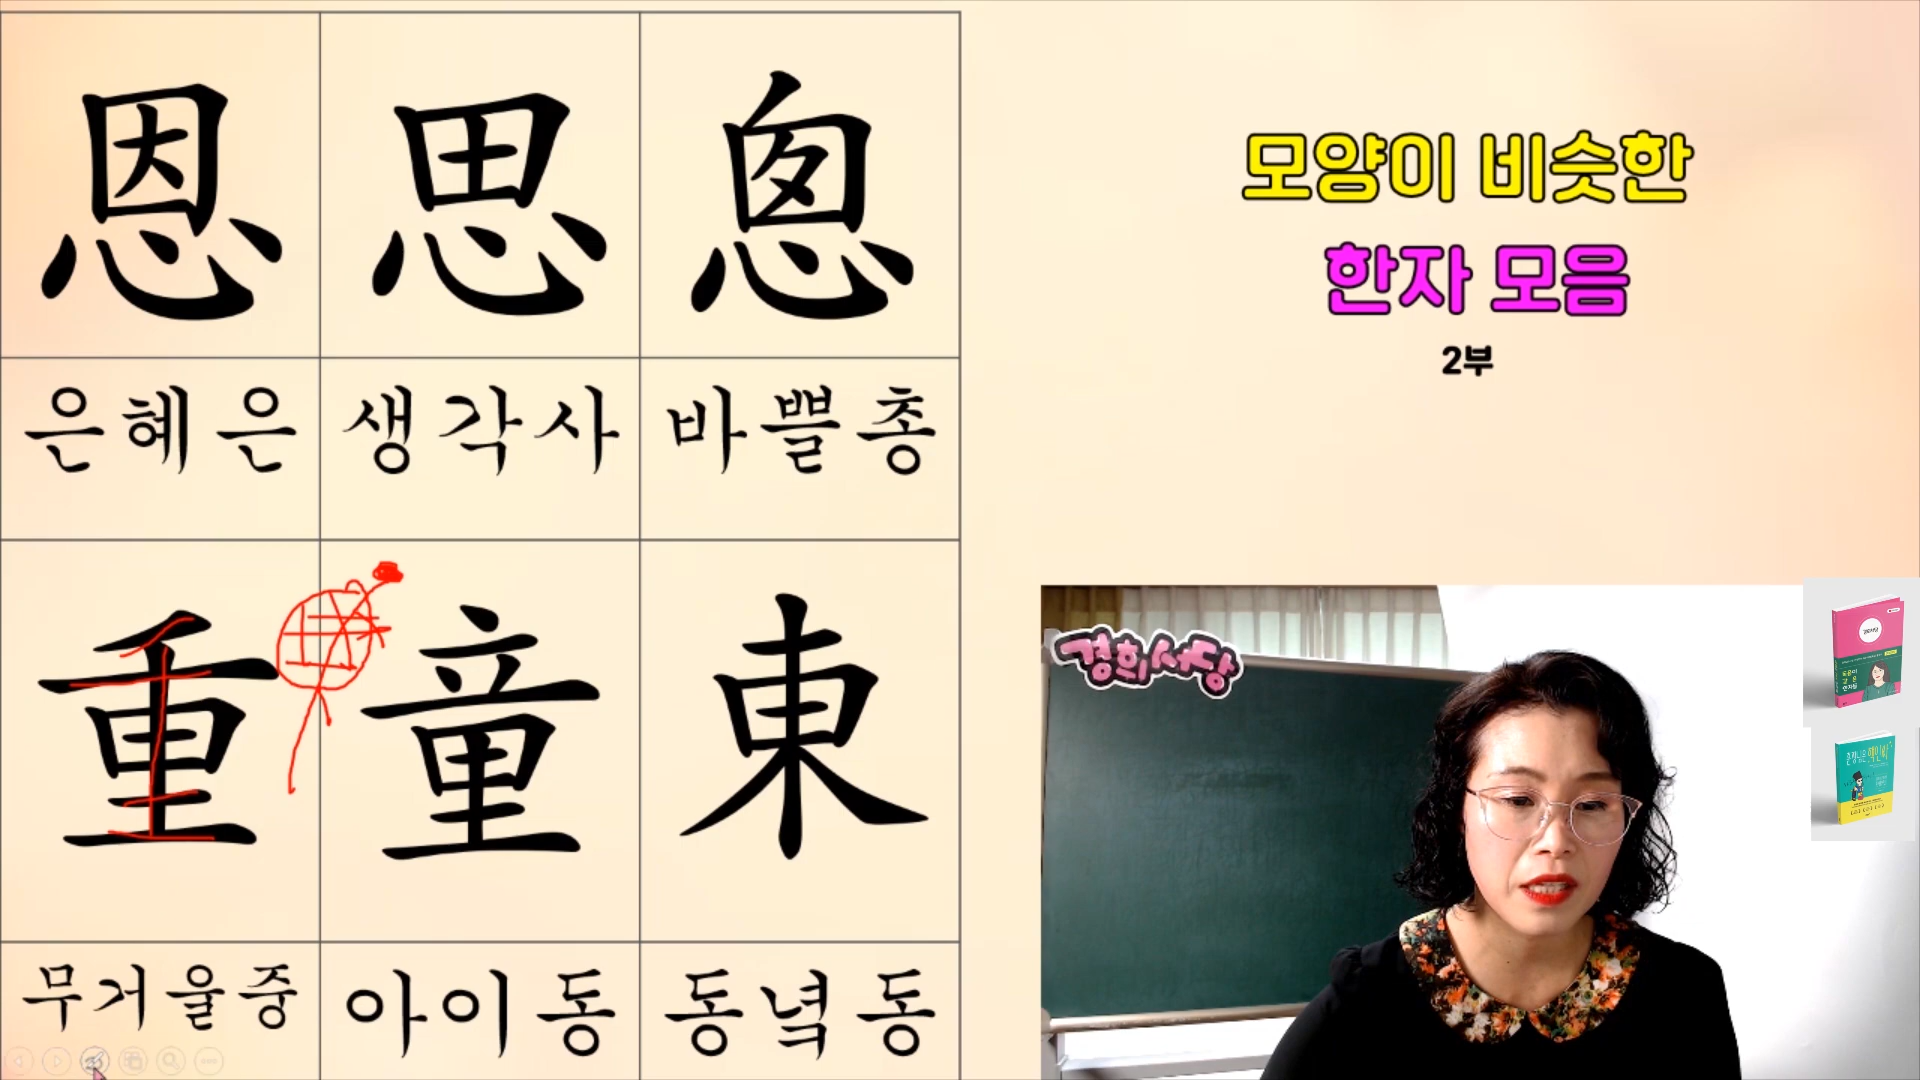 恩 思 悤
은혜 은 생각 사 바쁠 총
重 童 東
무거울 중 아이 동 동녘 동
모양이 비슷한
한자 모음
2부
경희서당